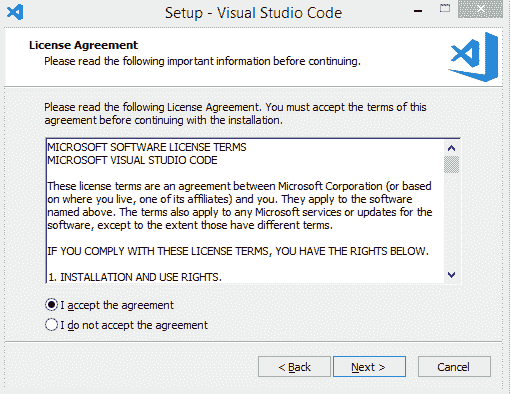 Setup - Visual Studio Code
License Agreement
Please read the following important information before continuing.
Please read the following License Agreement. You must accept the terms of this
agreement before continuing with the installation.
MICROSOFT SOFTWARE LICENSE TERMS
MICROSOFT VISUAL STUDIO CODE
These license terms are an agreement between Microsoft Corporation (or based
on where you live, one of its affiliates) and you. They apply to the software
named above. The terms also apply to any Microsoft services or updates for the
software, except to the extent those have different terms.
IF YOU COMPLY WITH THESE LICENSE TERMS, YOU HAVE THE RIGHTS BELOW.
1. INSTALLATION AND USE RIGHTS.
I accept the agreement
I do not accept the agreement
< Back Next > Cancel